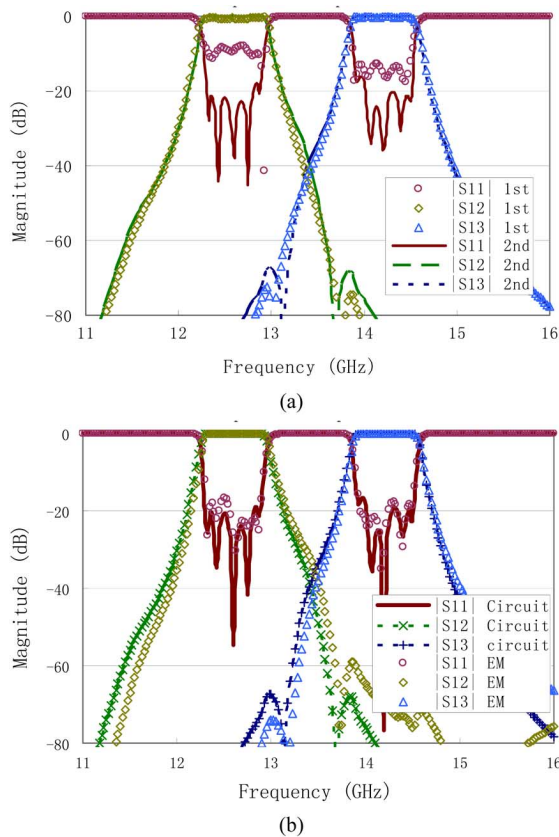 0
-20
-40
-60
-80
Magnitude (dB)
|S11| 1st
|S12| 1st
|S13| 1st
|S11| 2nd
|S12| 2nd
|S13| 2nd
11 12 13 14 15 16
Frequency (GHz)
(a)
0
-20
-40
-60
-80
Magnitude (dB)
|S11| Circuit
|S12| Circuit
|S13| circuit
|S11| EM
|S12| EM
|S13| EM
11 12 13 14 15 16
Frequency (GHz)
(b)